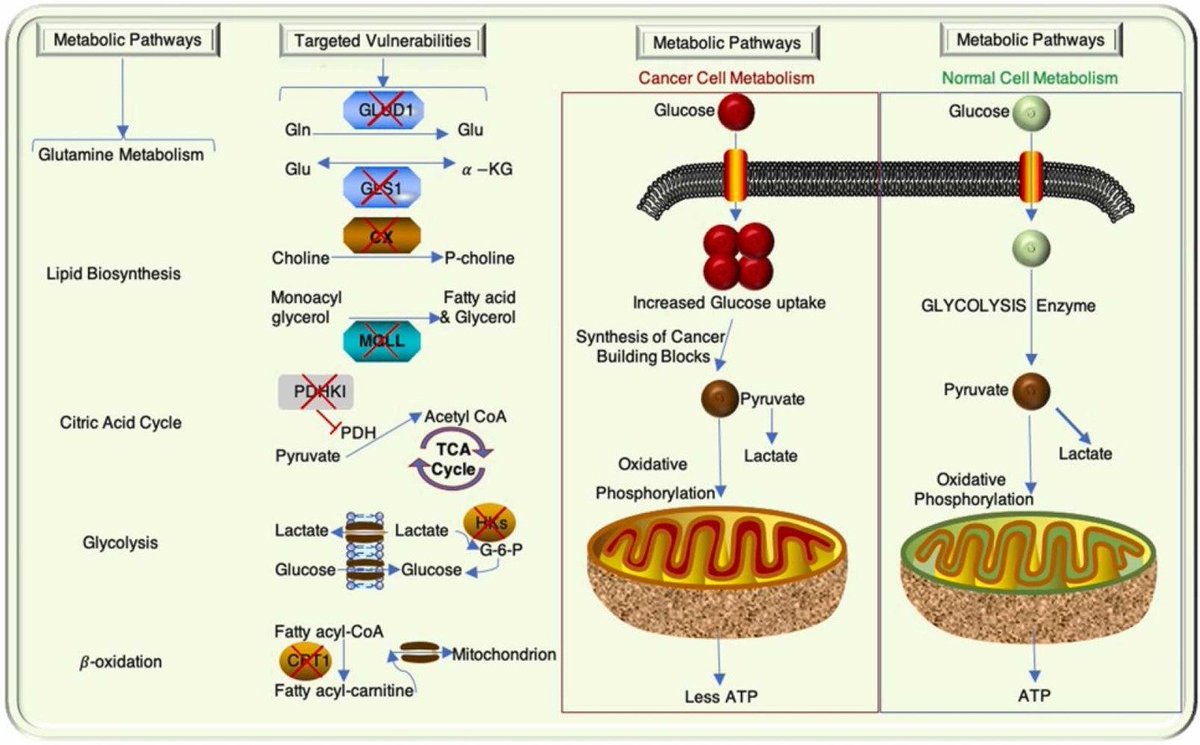 Metabolic Pathways
Glutamine Metabolism
Lipid Biosynthesis
Citric Acid Cycle
Glycolysis
β-oxidation
Targeted Vulnerabilities
GLUD1
Gln
Glu
Glu
α –KG
GLS1
CX
Choline
P-choline
Monoacyl
glycerol
Fatty acid
& Glycerol
MGLL
PDHKI
PDH
Pyruvate
Acetyl CoA
TCA
Cycle
Lactate
Lactate
HKs
G-6-P
Glucose
Glucose
Fatty acyl-CoA
CPT1
Fatty acyl-carnitine
Mitochondrion
Metabolic Pathways
Cancer Cell Metabolism
Glucose
Increased Glucose uptake
Synthesis of Cancer
Building Blocks
Pyruvate
Lactate
Oxidative
Phosphorylation
Less ATP
Metabolic Pathways
Normal Cell Metabolism
Glucose
GLYCOLYSIS Enzyme
Pyruvate
Lactate
Oxidative
Phosphorylation
ATP